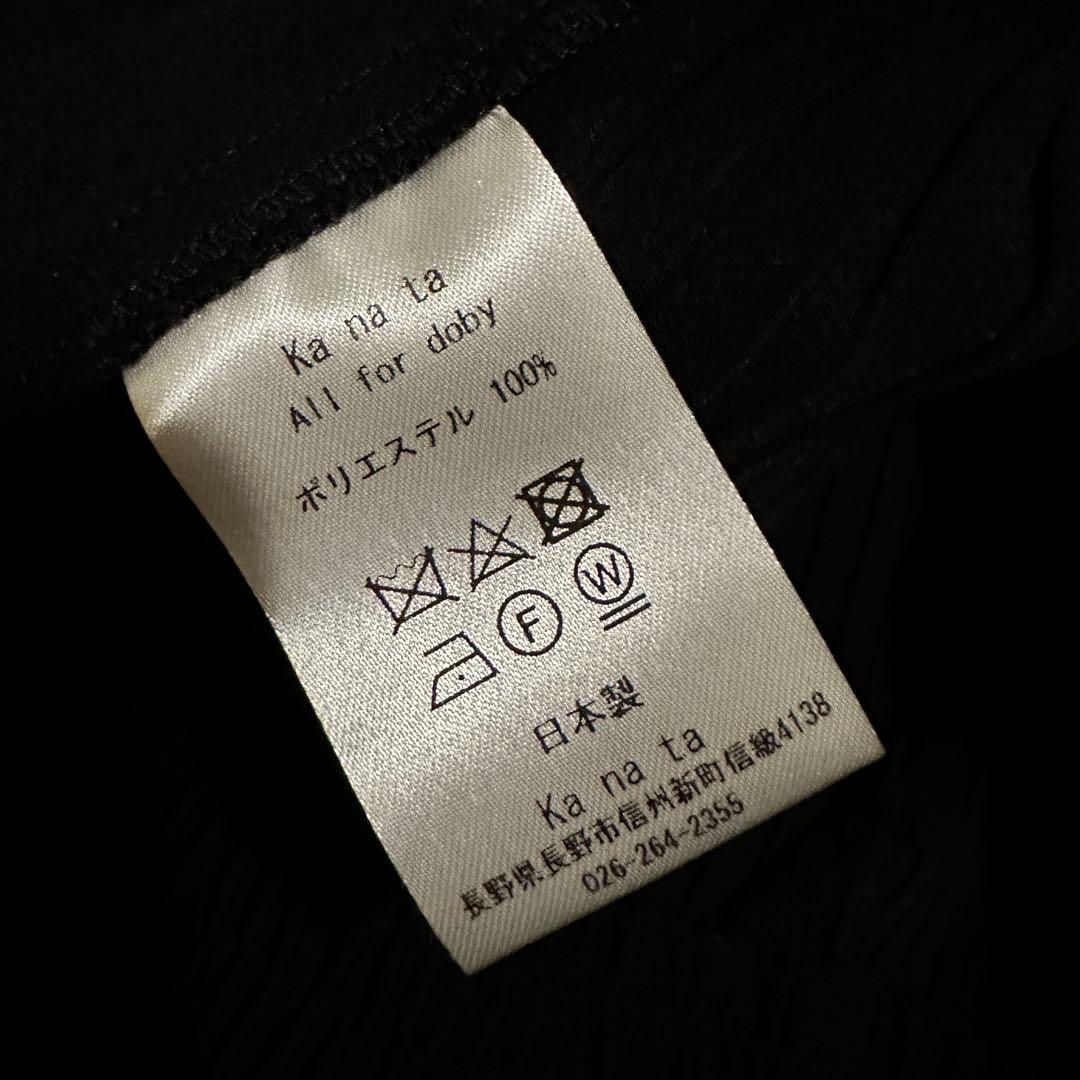 Ka na ta
All for doby
ポリエステル 100%
F
W
日本製
Ka na ta
長野県長野市信州新町信級4138
026-264-2355